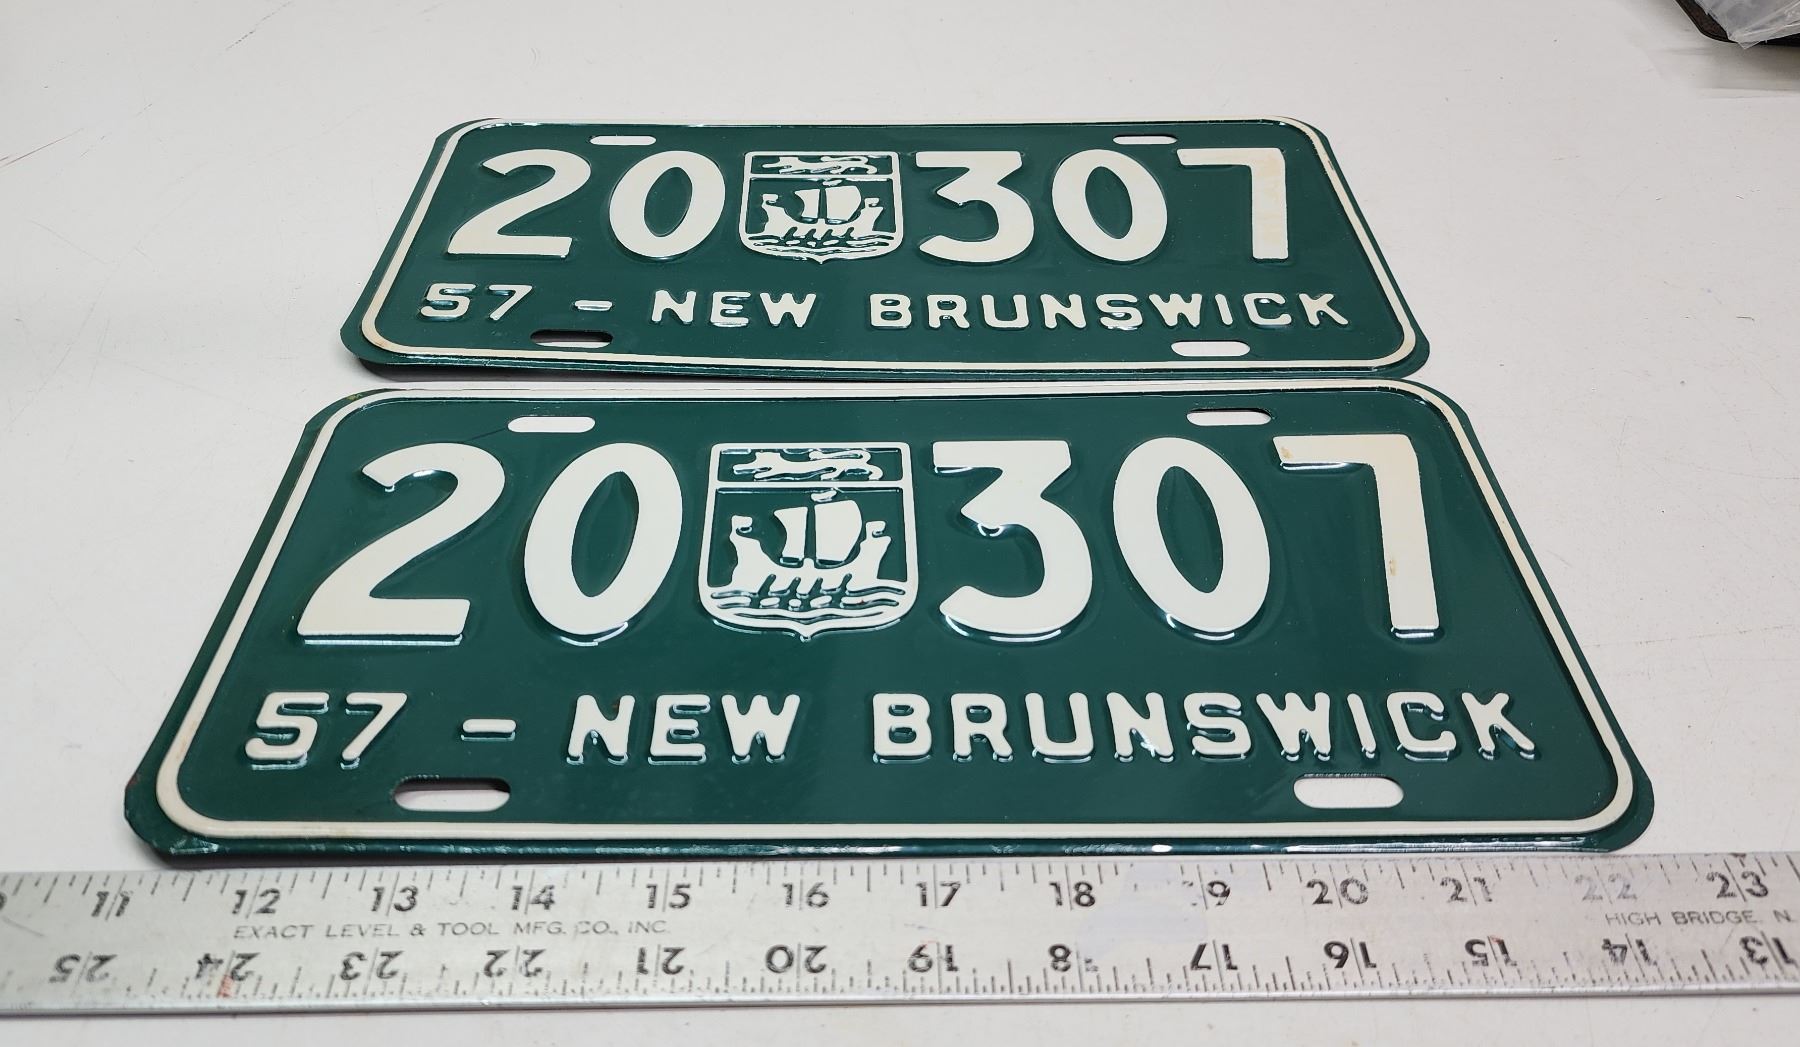 20 307
57 - NEW BRUNSWICK
20 307
57 - NEW BRUNSWICK
11 12 13 14 15 16 17 18 19 20 21 22 23
EXACT LEVEL & TOOL MFG. CO., INC. HIGH BRIDGE, N.
25 24 23 22 21 20 19 18 17 16 15 14 13